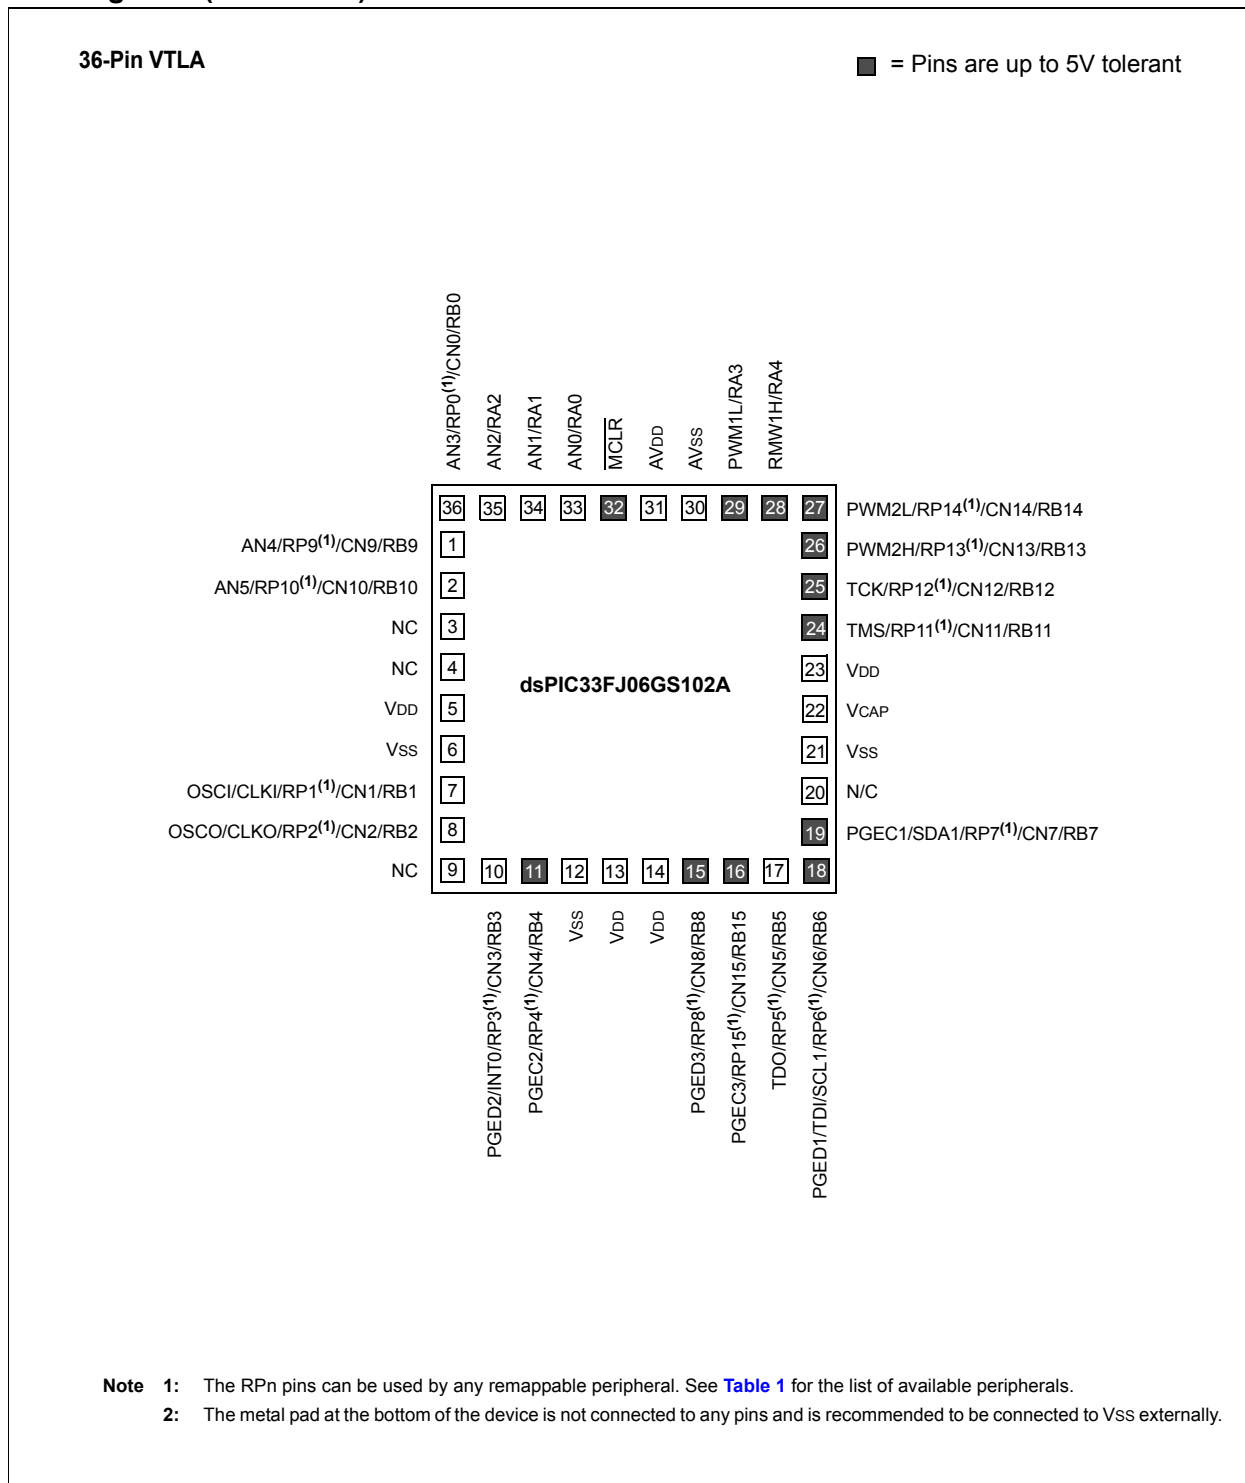 36-Pin VTLA
= Pins are up to 5V tolerant
AN3/RP0(1)/CN0/RB0
AN2/RA2
AN1/RA1
AN0/RA0
MCLR
AVDD
AVSS
PWM1L/RA3
RMW1H/RA4
36 35 34 33 32 31 30 29 28 27 PWM2L/RP14(1)/CN14/RB14
AN4/RP9(1)/CN9/RB9 1 26 PWM2H/RP13(1)/CN13/RB13
AN5/RP10(1)/CN10/RB10 2 25 TCK/RP12(1)/CN12/RB12
NC 3 24 TMS/RP11(1)/CN11/RB11
NC 4 23 VDD
dsPIC33FJ06GS102A
VDD 5 22 VCAP
VSS 6 21 VSS
OSCI/CLKI/RP1(1)/CN1/RB1 7 20 N/C
OSCO/CLKO/RP2(1)/CN2/RB2 8 19 PGEC1/SDA1/RP7(1)/CN7/RB7
NC 9 10 11 12 13 14 15 16 17 18
PGED2/INT0/RP3(1)/CN3/RB3
PGEC2/RP4(1)/CN4/RB4
VSS
VDD
VDD
PGED3/RP8(1)/CN8/RB8
PGEC3/RP15(1)/CN15/RB15
TDO/RP5(1)/CN5/RB5
PGED1/TDI/SCL1/RP6(1)/CN6/RB6
Note 1: The RPn pins can be used by any remappable peripheral. See Table 1 for the list of available peripherals.
2: The metal pad at the bottom of the device is not connected to any pins and is recommended to be connected to VSS externally.